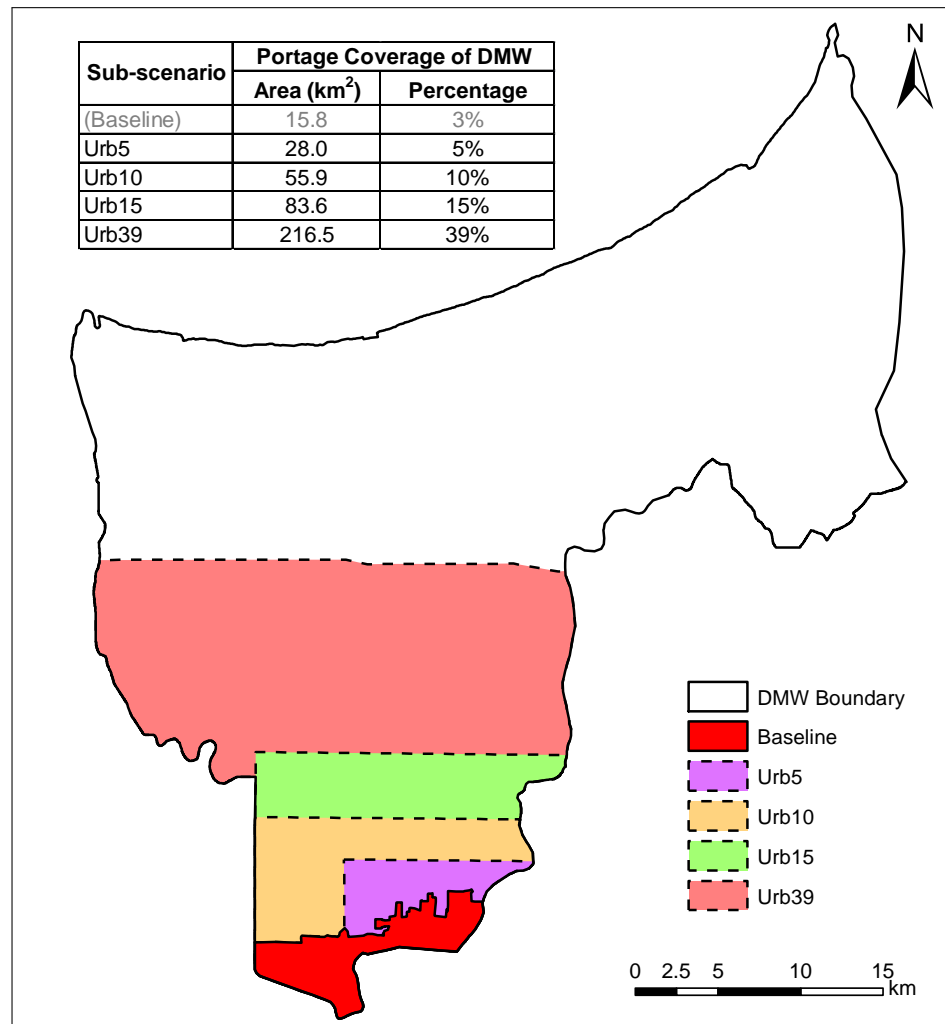 Sub-scenario Portage Coverage of DMW
Area (km²) Percentage
(Baseline) 15.8 3%
Urb5 28.0 5%
Urb10 55.9 10%
Urb15 83.6 15%
Urb39 216.5 39%
N
DMW Boundary
Baseline
Urb5
Urb10
Urb15
Urb39
0 2.5 5 10 15
km